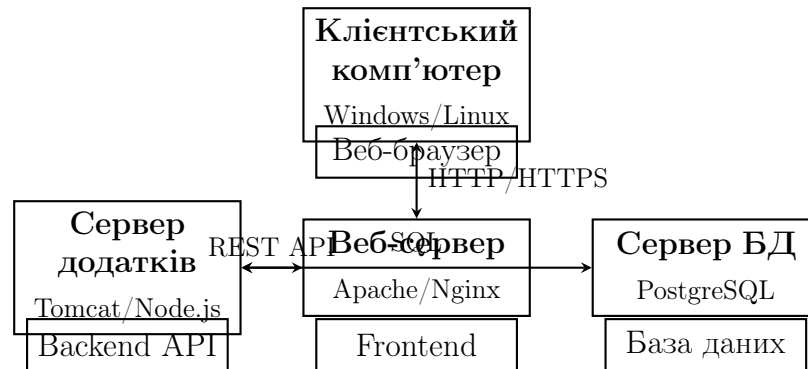 Клієнтський
комп'ютер
Windows/Linux
Веб-браузер
HTTP/HTTPS
Сервер
додатків
Tomcat/Node.js
Backend API
REST API
SQL
Веб-сервер
Apache/Nginx
Frontend
Сервер БД
PostgreSQL
База даних